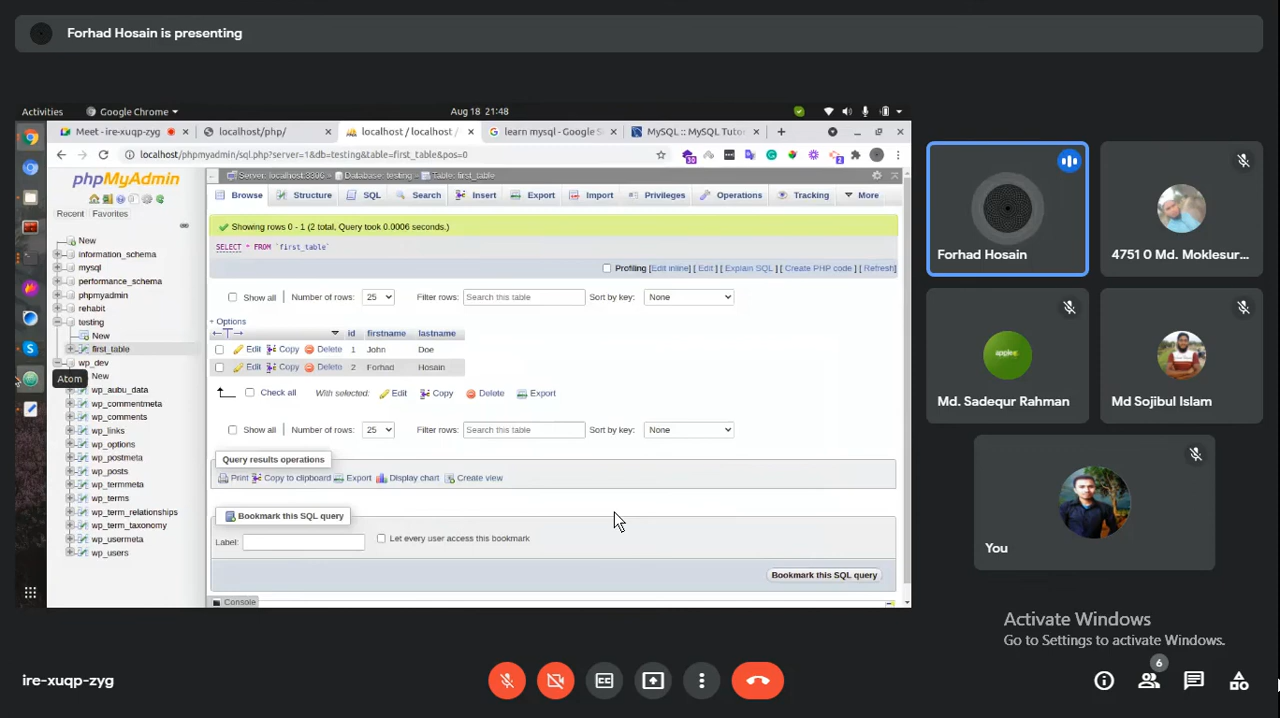 Forhad Hosain is presenting
Activities Google Chrome Aug 18 21:48
Meet - ire-xuqp-zyg localhost/php/ localhost / localhost / learn mysql - Google S MySQL :: MySQL Tuto
localhost/phpmyadmin/sql.php?server=1&db=testing&table=first_table&pos=0
phpMyAdmin
Recent Favorites
New
information_schema
mysql
performance_schema
phpmyadmin
rehabit
testing
New
first_table
wp_dev
New
Atom
wp_aubu_data
wp_commentmeta
wp_comments
wp_links
wp_options
wp_postmeta
wp_posts
wp_termmeta
wp_terms
wp_term_relationships
wp_term_taxonomy
wp_usermeta
wp_users
Server: localhost:3306 » Database: testing » Table: first_table
Browse Structure SQL Search Insert Export Import Privileges Operations Tracking More
Showing rows 0 - 1 (2 total, Query took 0.0006 seconds.)
SELECT * FROM `first_table`
Profiling [Edit inline] [ Edit ] [ Explain SQL ] [ Create PHP code ] [ Refresh]
Show all Number of rows: 25 Filter rows: Search this table Sort by key: None
+ Options
←T→ id firstname lastname
Edit Copy Delete 1 John Doe
Edit Copy Delete 2 Forhad Hosain
Check all With selected: Edit Copy Delete Export
Show all Number of rows: 25 Filter rows: Search this table Sort by key: None
Query results operations
Print Copy to clipboard Export Display chart Create view
Bookmark this SQL query
Label: Let every user access this bookmark
Bookmark this SQL query
Console
Forhad Hosain
4751 0 Md. Moklesur...
Md. Sadequr Rahman
apple
Md Sojibul Islam
You
Activate Windows
Go to Settings to activate Windows.
ire-xuqp-zyg
6